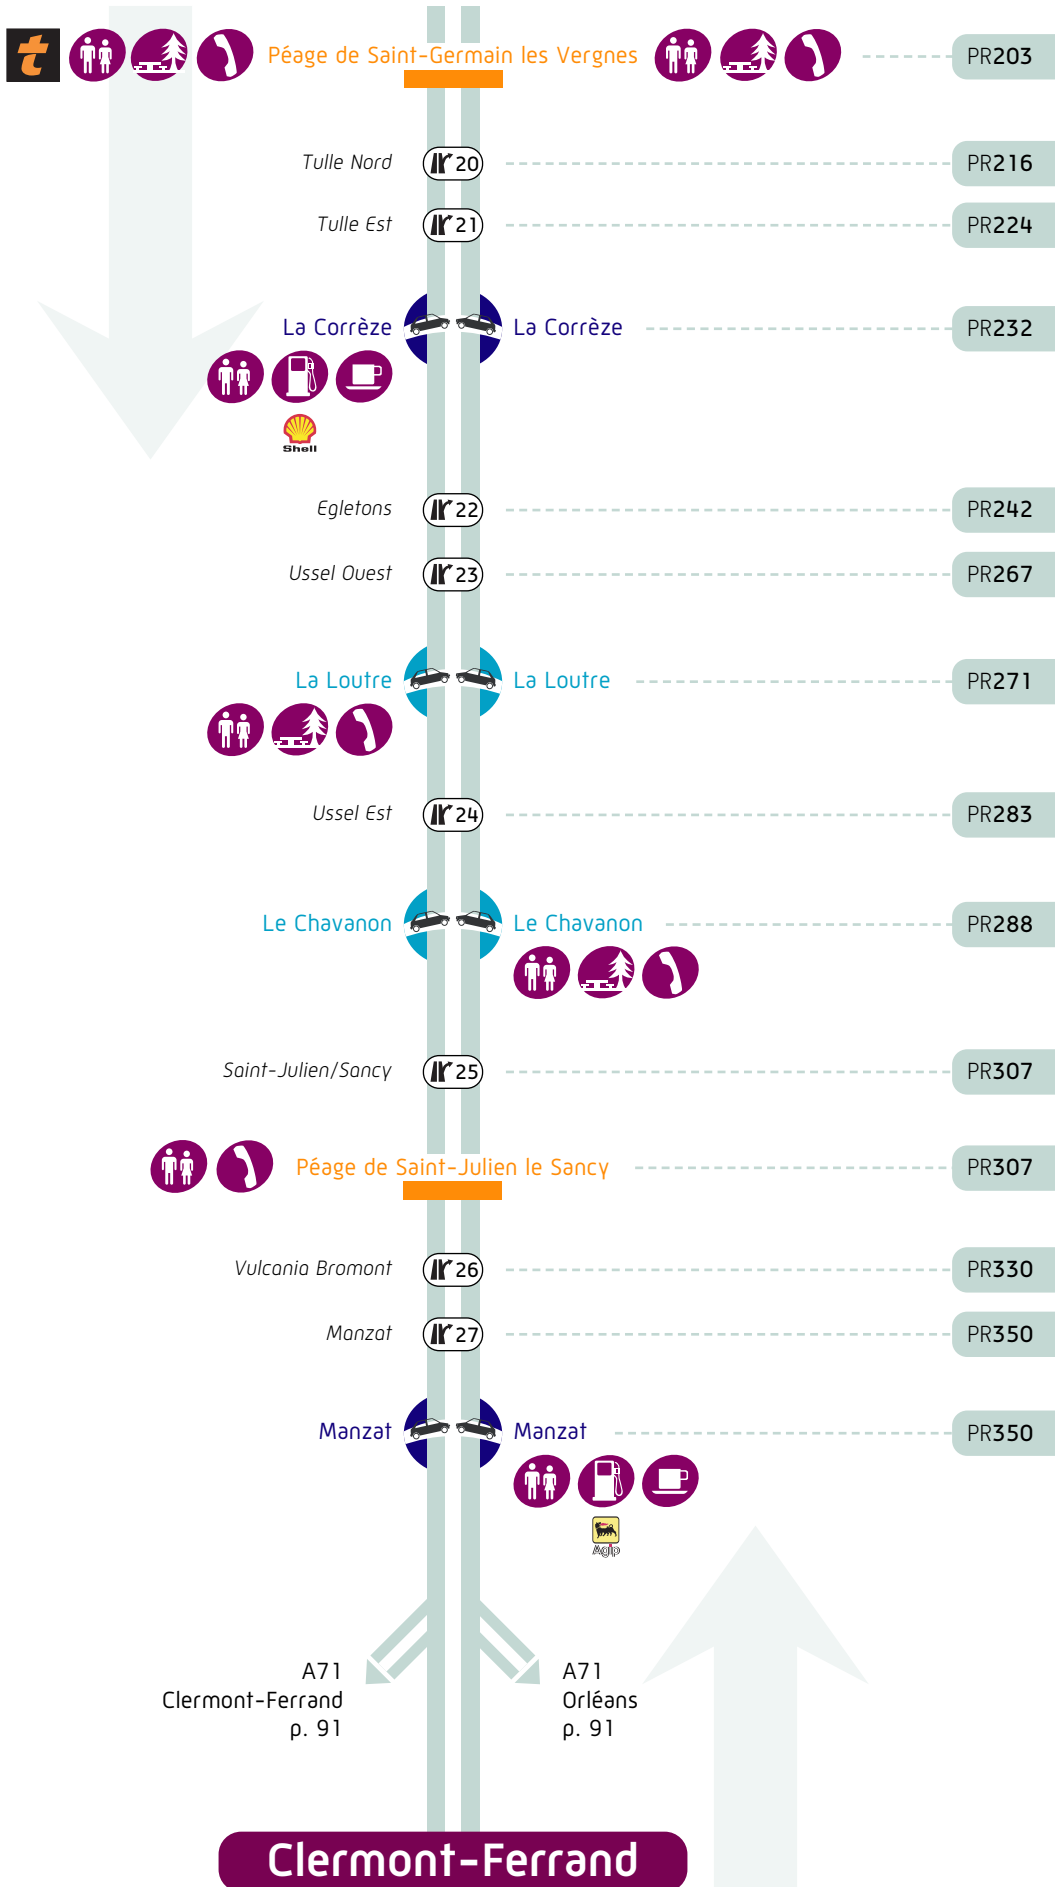 t Péage de Saint-Germain les Vergnes PR203
Tulle Nord 20 PR216
Tulle Est 21 PR224
La Corrèze La Corrèze PR232
Shell
Egletons 22 PR242
Ussel Ouest 23 PR267
La Loutre La Loutre PR271
Ussel Est 24 PR283
Le Chavanon Le Chavanon PR288
Saint-Julien/Sancy 25 PR307
Péage de Saint-Julien le Sancy PR307
Vulcania Bromont 26 PR330
Manzat 27 PR350
Manzat Manzat PR350
Agip
A71
Clermont-Ferrand
p. 91
A71
Orléans
p. 91
Clermont-Ferrand